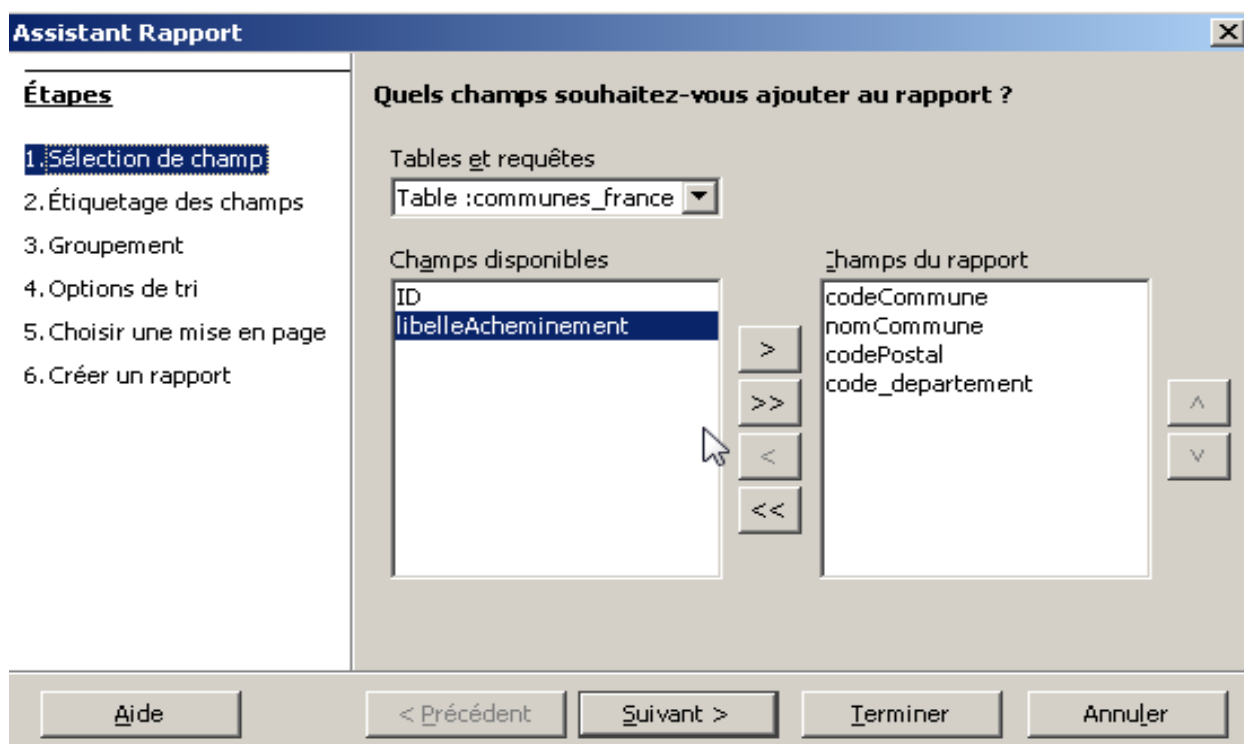 Assistant Rapport
Étapes
1. Sélection de champ
2. Étiquetage des champs
3. Groupement
4. Options de tri
5. Choisir une mise en page
6. Créer un rapport
Quels champs souhaitez-vous ajouter au rapport ?
Tables et requêtes
Table :communes_france
Champs disponibles
ID
libelleAcheminement
>
>>
<
<<
Champs du rapport
codeCommune
nomCommune
codePostal
code_departement
^
v
Aide
< Précédent
Suivant >
Terminer
Annuler